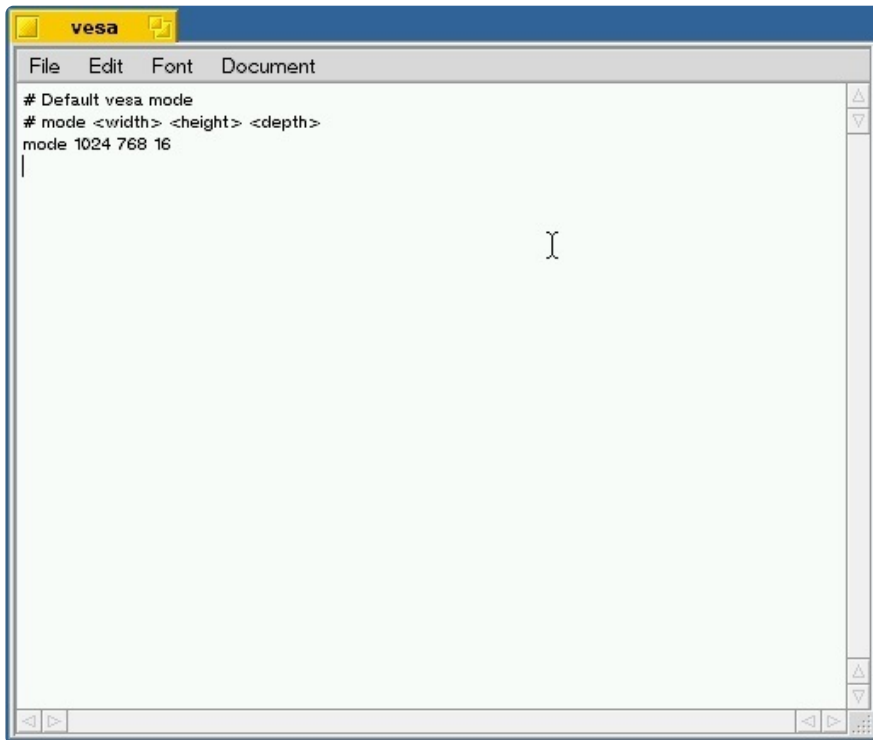 vesa
File Edit Font Document
# Default vesa mode
# mode <width> <height> <depth>
mode 1024 768 16